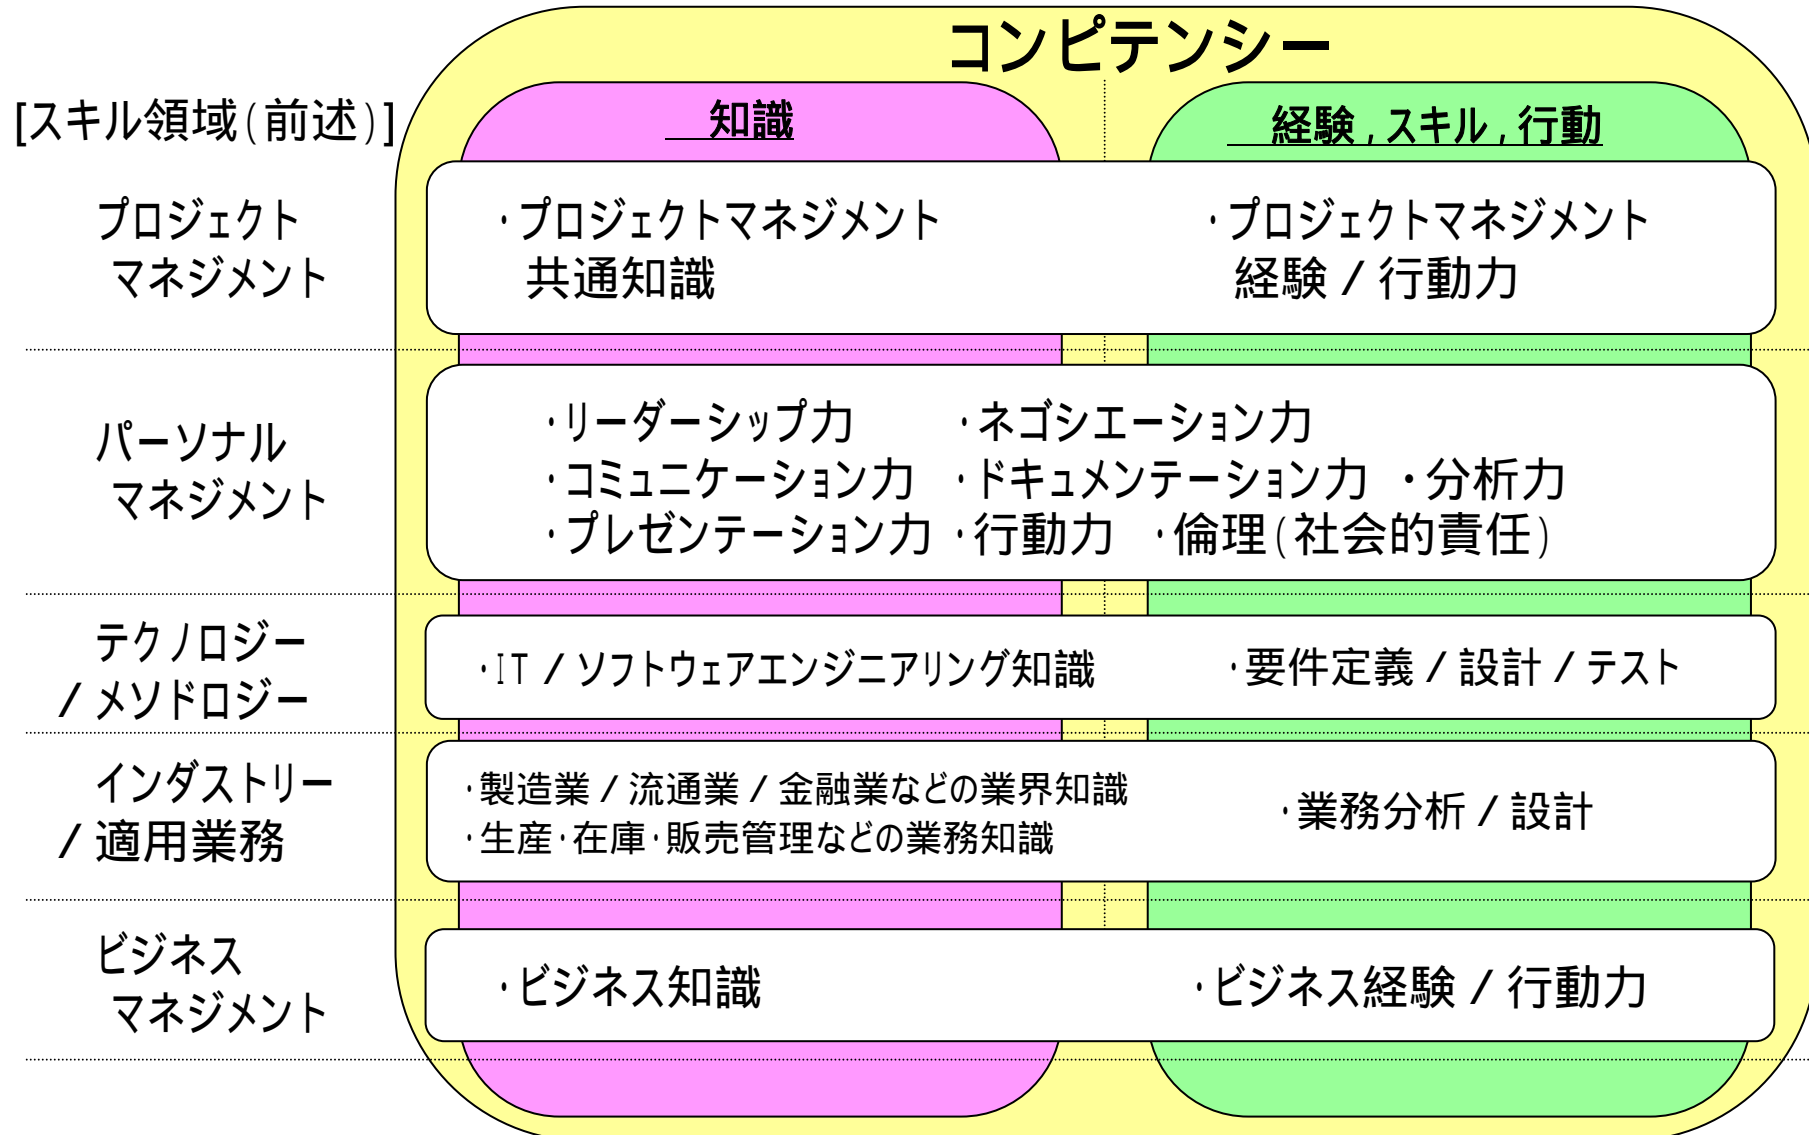 コンピテンシー
[スキル領域(前述)]
知識
経験,スキル,行動
プロジェクト
マネジメント
・プロジェクトマネジメント
共通知識
・プロジェクトマネジメント
経験/行動力
パーソナル
マネジメント
・リーダーシップ力 ・ネゴシエーション力
・コミュニケーション力 ・ドキュメンテーション力 ・分析力
・プレゼンテーション力 ・行動力 ・倫理(社会的責任)
テクノロジー
/メソドロジー
・IT/ソフトウェアエンジニアリング知識
・要件定義/設計/テスト
インダストリー
/適用業務
・製造業/流通業/金融業などの業界知識
・生産・在庫・販売管理などの業務知識
・業務分析/設計
ビジネス
マネジメント
・ビジネス知識
・ビジネス経験/行動力